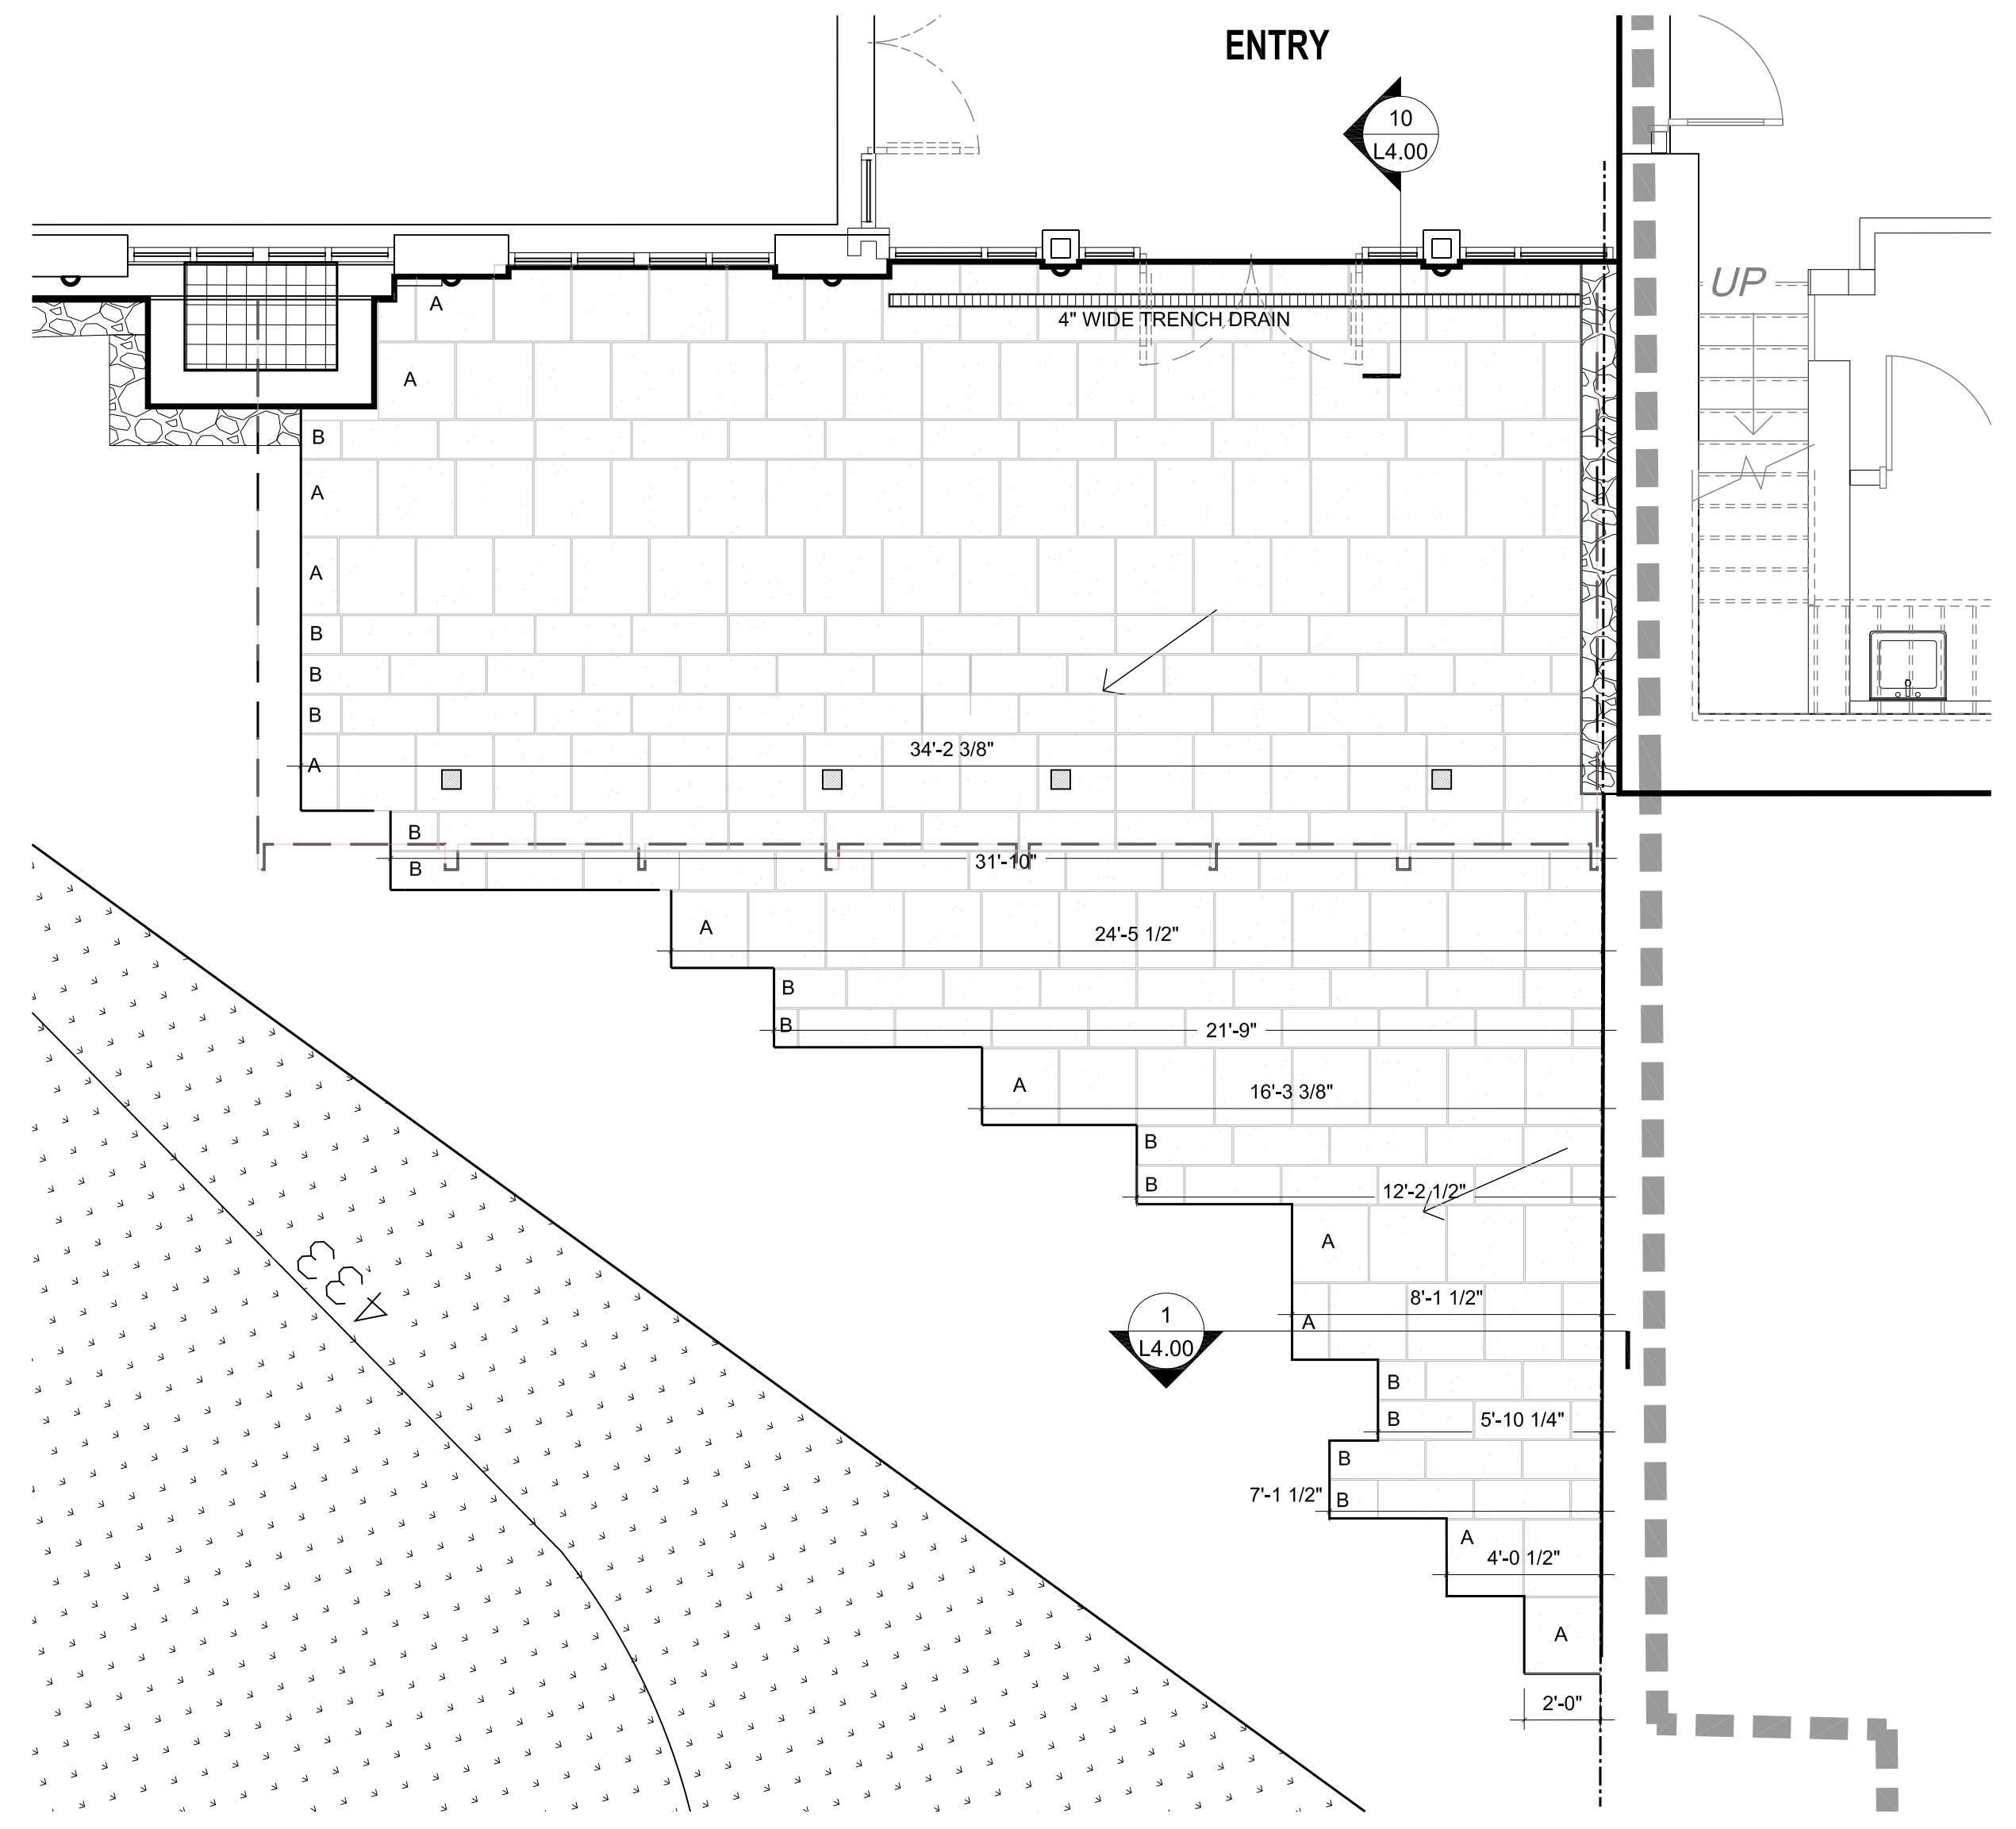 ENTRY
10
L4.00
UP
A
4" WIDE TRENCH DRAIN
A
B
A
A
B
B
B
34'-2 3/8"
A
B
31'-10"
B
A
24'-5 1/2"
B
B
21'-9"
A
16'-3 3/8"
B
B
12'-2 1/2"
A
8'-1 1/2"
A
433
1
L4.00
B
B
5'-10 1/4"
B
7'-1 1/2"
B
A
4'-0 1/2"
A
2'-0"